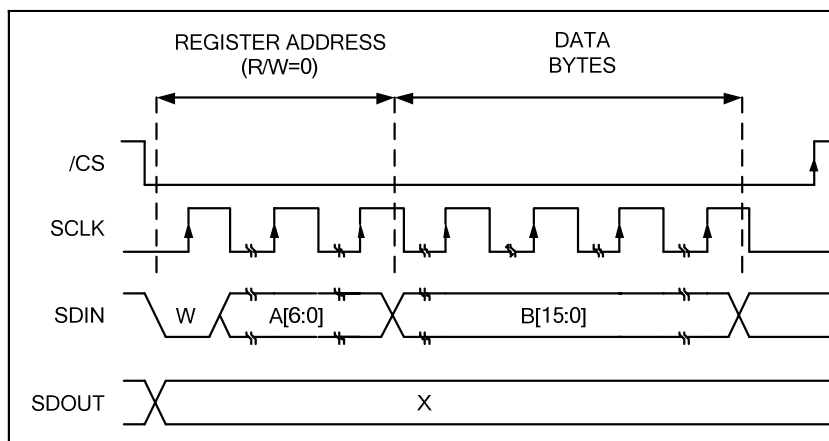 REGISTER ADDRESS
(R/W=0)
DATA
BYTES
/CS
SCLK
SDIN
W
A[6:0]
B[15:0]
SDOUT
X